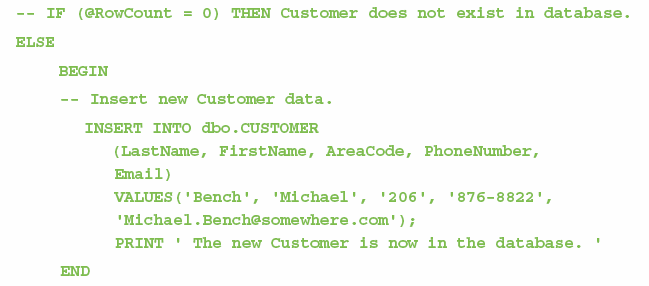 -- IF (@RowCount = 0) THEN Customer does not exist in database.
ELSE
BEGIN
-- Insert new Customer data.
INSERT INTO dbo.CUSTOMER
(LastName, FirstName, AreaCode, PhoneNumber,
Email)
VALUES('Bench', 'Michael', '206', '876-8822',
'Michael.Bench@somewhere.com');
PRINT ' The new Customer is now in the database. '
END